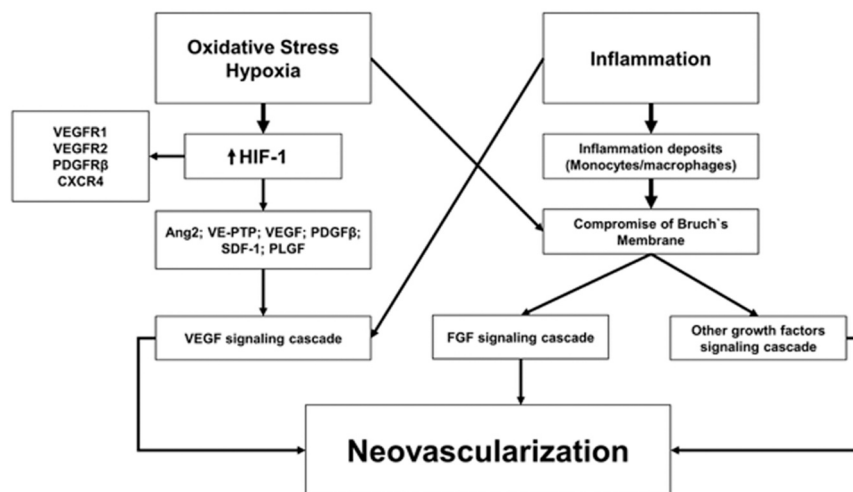 Oxidative Stress
Hypoxia
Inflammation
VEGFR1
VEGFR2
PDGFRβ
CXCR4
↑HIF-1
Inflammation deposits
(Monocytes/macrophages)
Ang2; VE-PTP; VEGF; PDGFβ;
SDF-1; PLGF
Compromise of Bruch`s
Membrane
VEGF signaling cascade
FGF signaling cascade
Other growth factors
signaling cascade
Neovascularization